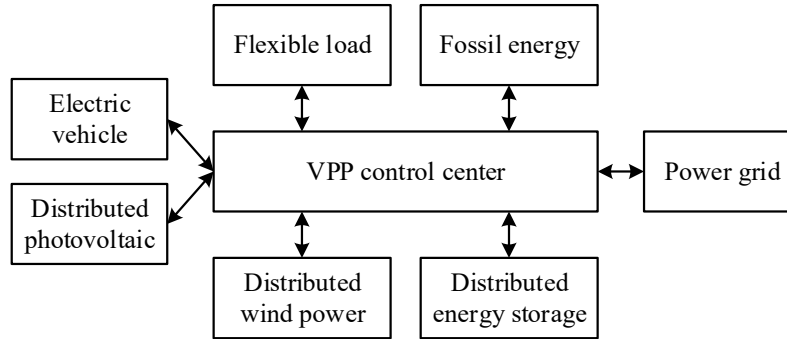 Flexible load
Fossil energy
Electric
vehicle
VPP control center
Power grid
Distributed
photovoltaic
Distributed
wind power
Distributed
energy storage